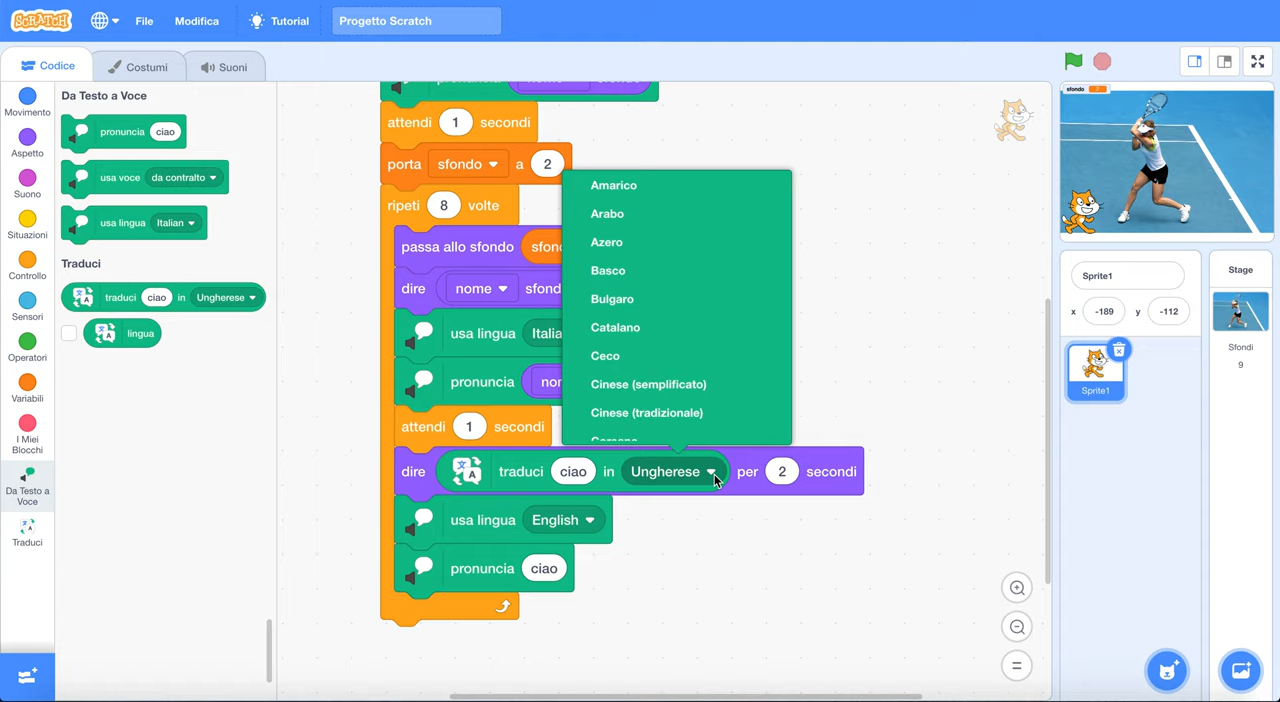 SCRATCH
File
Modifica
Tutorial
Progetto Scratch
Codice
Costumi
Suoni
Movimento
Aspetto
Suono
Situazioni
Controllo
Sensori
Operatori
Variabili
I Miei
Blocchi
Da Testo a
Voce
Traduci
Da Testo a Voce
pronuncia ciao
usa voce da contralto
usa lingua Italian
Traduci
traduci ciao in Ungherese
lingua
attendi 1 secondi
porta sfondo a 2
ripeti 8 volte
passa allo sfondo
dire nome
usa lingua
pronuncia
attendi 1 secondi
dire traduci ciao in Ungherese per 2 secondi
usa lingua English
pronuncia ciao
Amarico
Arabo
Azero
Basco
Bulgaro
Catalano
Ceco
Cinese (semplificato)
Cinese (tradizionale)
sfondo 2
Sprite1
x -189 y -112
Sprite1
Stage
Sfondi
9